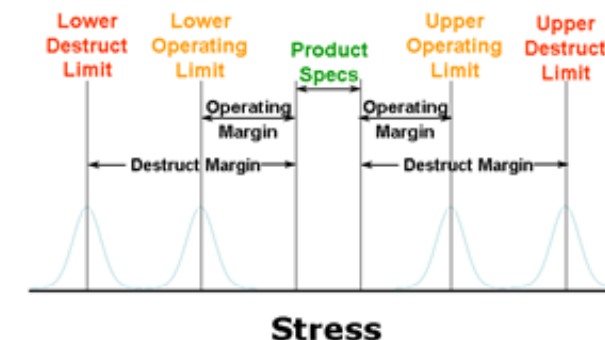 Lower
Destruct
Limit
Lower
Operating
Limit
Product
Specs
Upper
Operating
Limit
Upper
Destruct
Limit
Operating
Margin
Operating
Margin
Destruct Margin
Destruct Margin
Stress